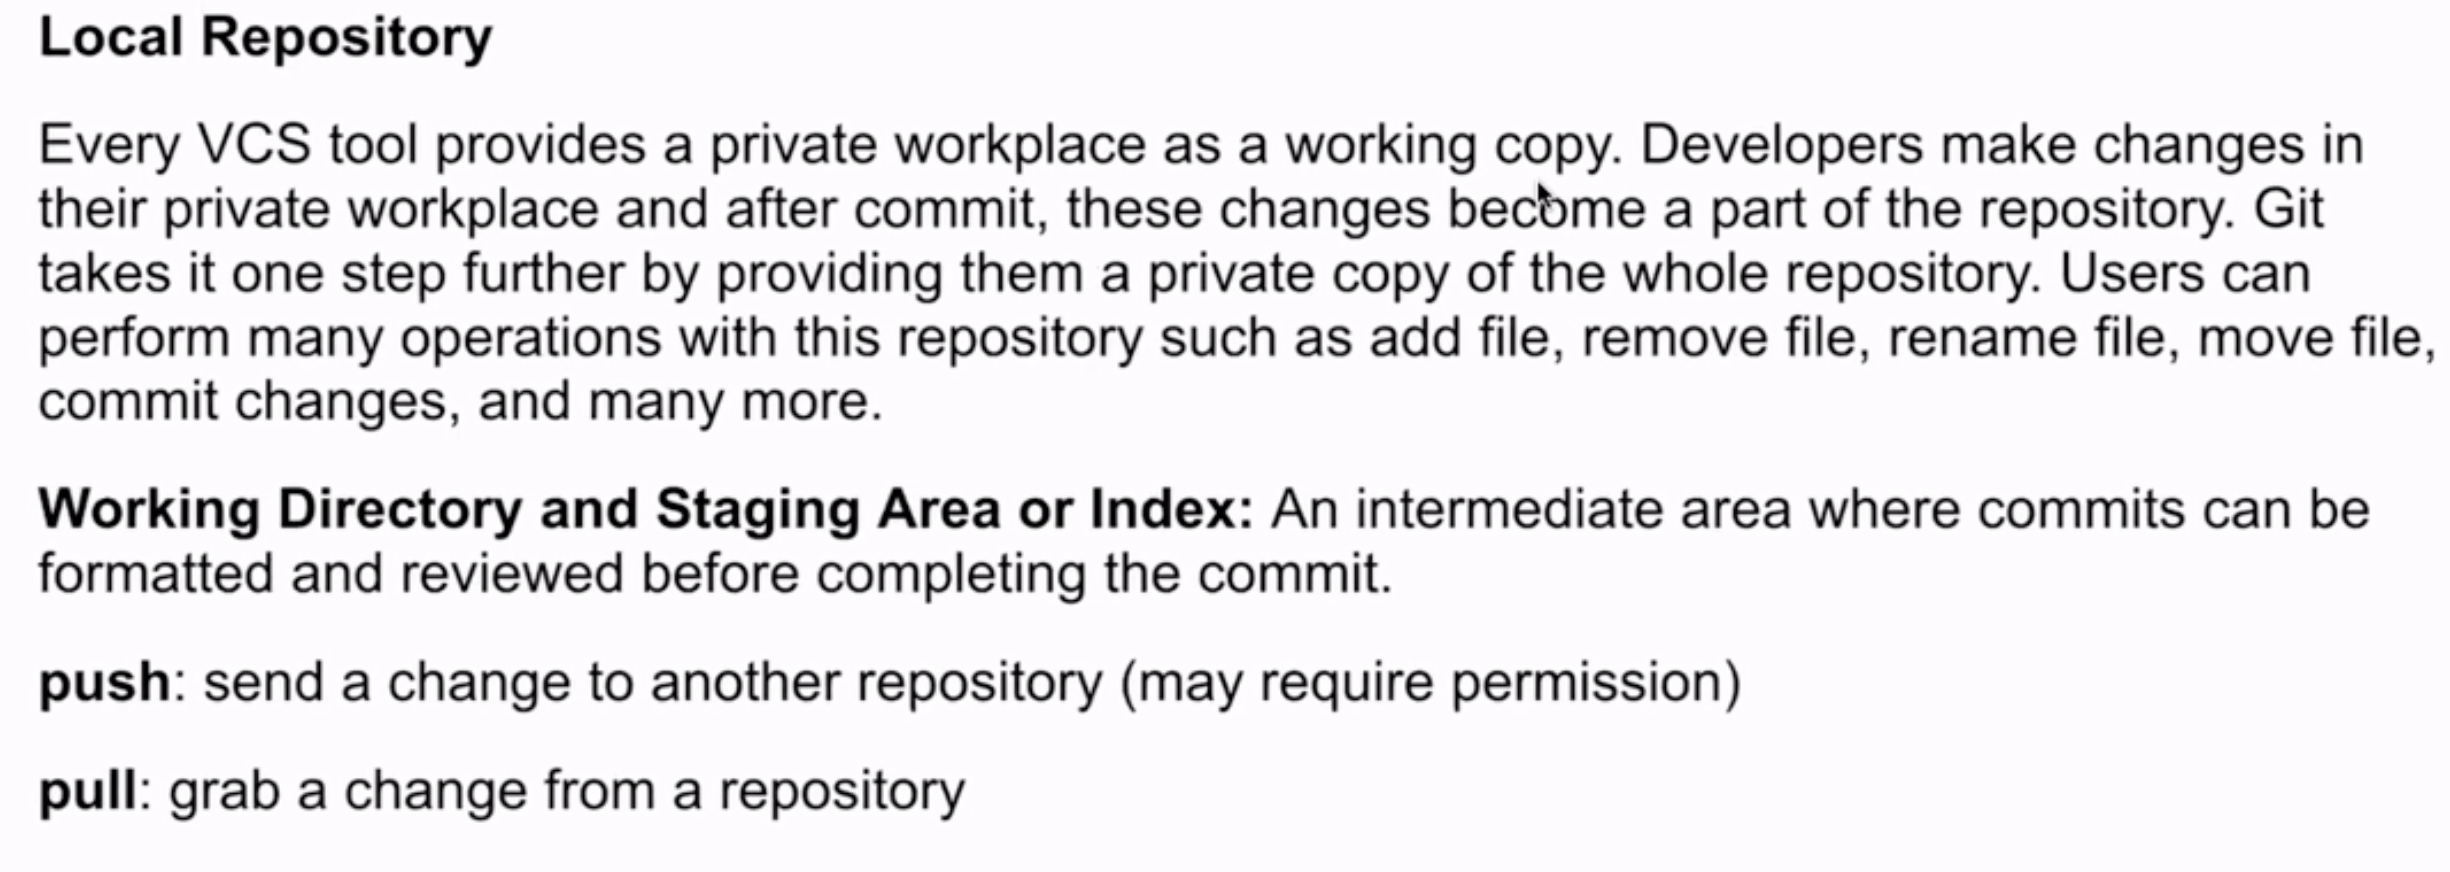 Local Repository
Every VCS tool provides a private workplace as a working copy. Developers make changes in
their private workplace and after commit, these changes become a part of the repository. Git
takes it one step further by providing them a private copy of the whole repository. Users can
perform many operations with this repository such as add file, remove file, rename file, move file,
commit changes, and many more.
Working Directory and Staging Area or Index: An intermediate area where commits can be
formatted and reviewed before completing the commit.
push: send a change to another repository (may require permission)
pull: grab a change from a repository